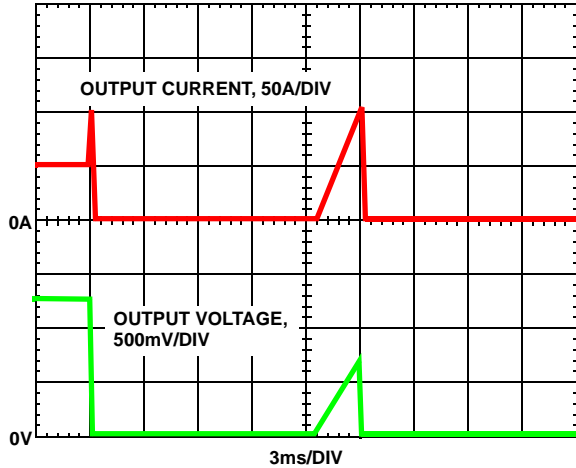 OUTPUT CURRENT, 50A/DIV
0A
OUTPUT VOLTAGE,
500mV/DIV
0V
3ms/DIV